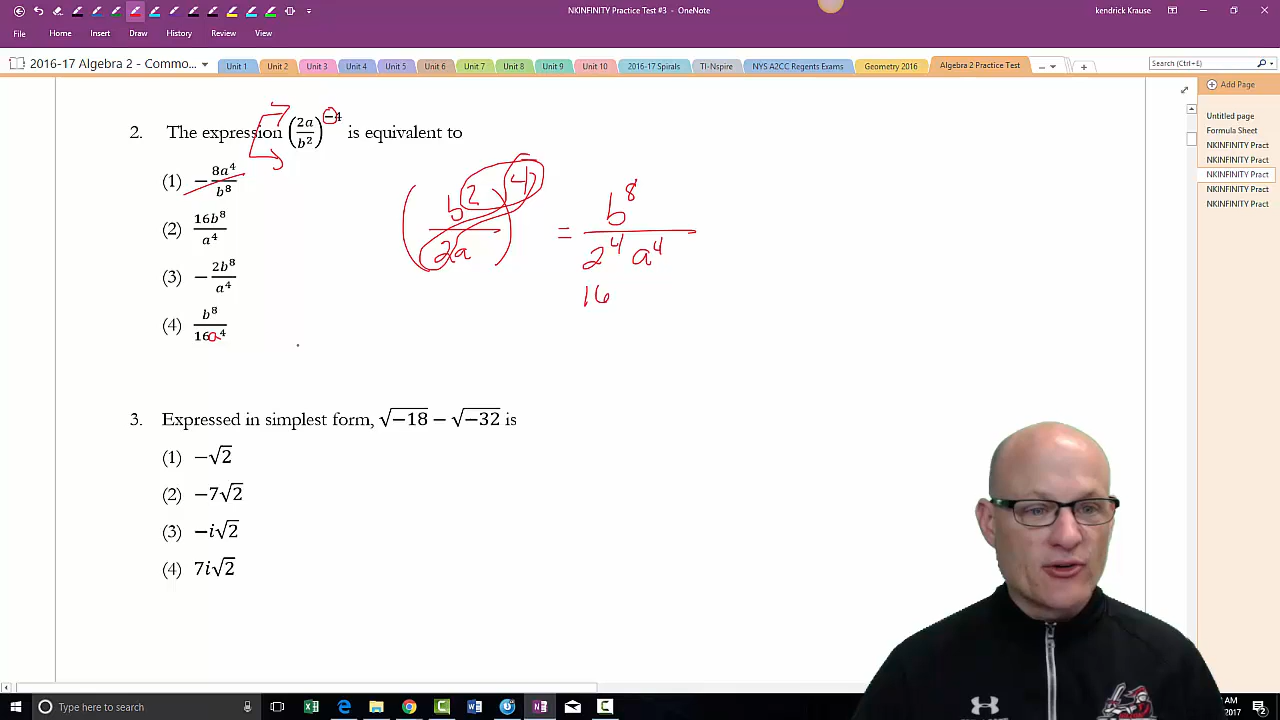 NKINFINITY Practice Test #3 - OneNote
kendrick Krause
File Home Insert Draw History Review View
2016-17 Algebra 2 - Commo...
Unit 1 Unit 2 Unit 3 Unit 4 Unit 5 Unit 6 Unit 7 Unit 8 Unit 9 Unit 10 2016-17 Spirals TI-Nspire NYS A2CC Regents Exams Geometry 2016 Algebra 2 Practice Test
Search (Ctrl+E)
Add Page
Untitled page
Formula Sheet
NKINFINITY Pract
NKINFINITY Pract
NKINFINITY Pract
NKINFINITY Pract
NKINFINITY Pract
2. The expression (2a/b²)⁻⁴ is equivalent to
(1) −8a⁴/b⁸
(2) 16b⁸/a⁴
(3) −2b⁸/a⁴
(4) b⁸/16a⁴
(b²/2a)⁴ = b⁸/2⁴a⁴
16
3. Expressed in simplest form, √−18 − √−32 is
(1) −√2
(2) −7√2
(3) −i√2
(4) 7i√2
Type here to search
2017